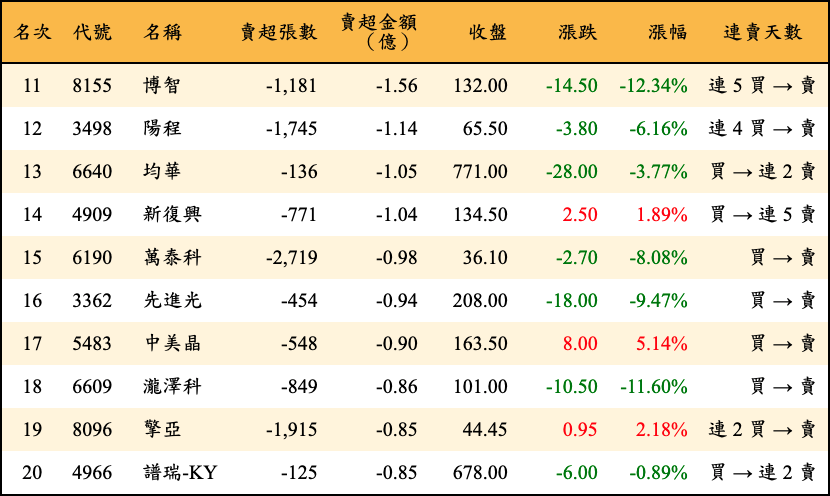 名次 代號 名稱 賣超張數 賣超金額（億） 收盤 漲跌 漲幅 連賣天數
11 8155 博智 -1,181 -1.56 132.00 -14.50 -12.34% 連 5 買 → 賣
12 3498 陽程 -1,745 -1.14 65.50 -3.80 -6.16% 連 4 買 → 賣
13 6640 均華 -136 -1.05 771.00 -28.00 -3.77% 買 → 連 2 賣
14 4909 新復興 -771 -1.04 134.50 2.50 1.89% 買 → 連 5 賣
15 6190 萬泰科 -2,719 -0.98 36.10 -2.70 -8.08% 買 → 賣
16 3362 先進光 -454 -0.94 208.00 -18.00 -9.47% 買 → 賣
17 5483 中美晶 -548 -0.90 163.50 8.00 5.14% 買 → 賣
18 6609 瀧澤科 -849 -0.86 101.00 -10.50 -11.60% 買 → 賣
19 8096 擎亞 -1,915 -0.85 44.45 0.95 2.18% 連 2 買 → 賣
20 4966 譜瑞-KY -125 -0.85 678.00 -6.00 -0.89% 買 → 連 2 賣